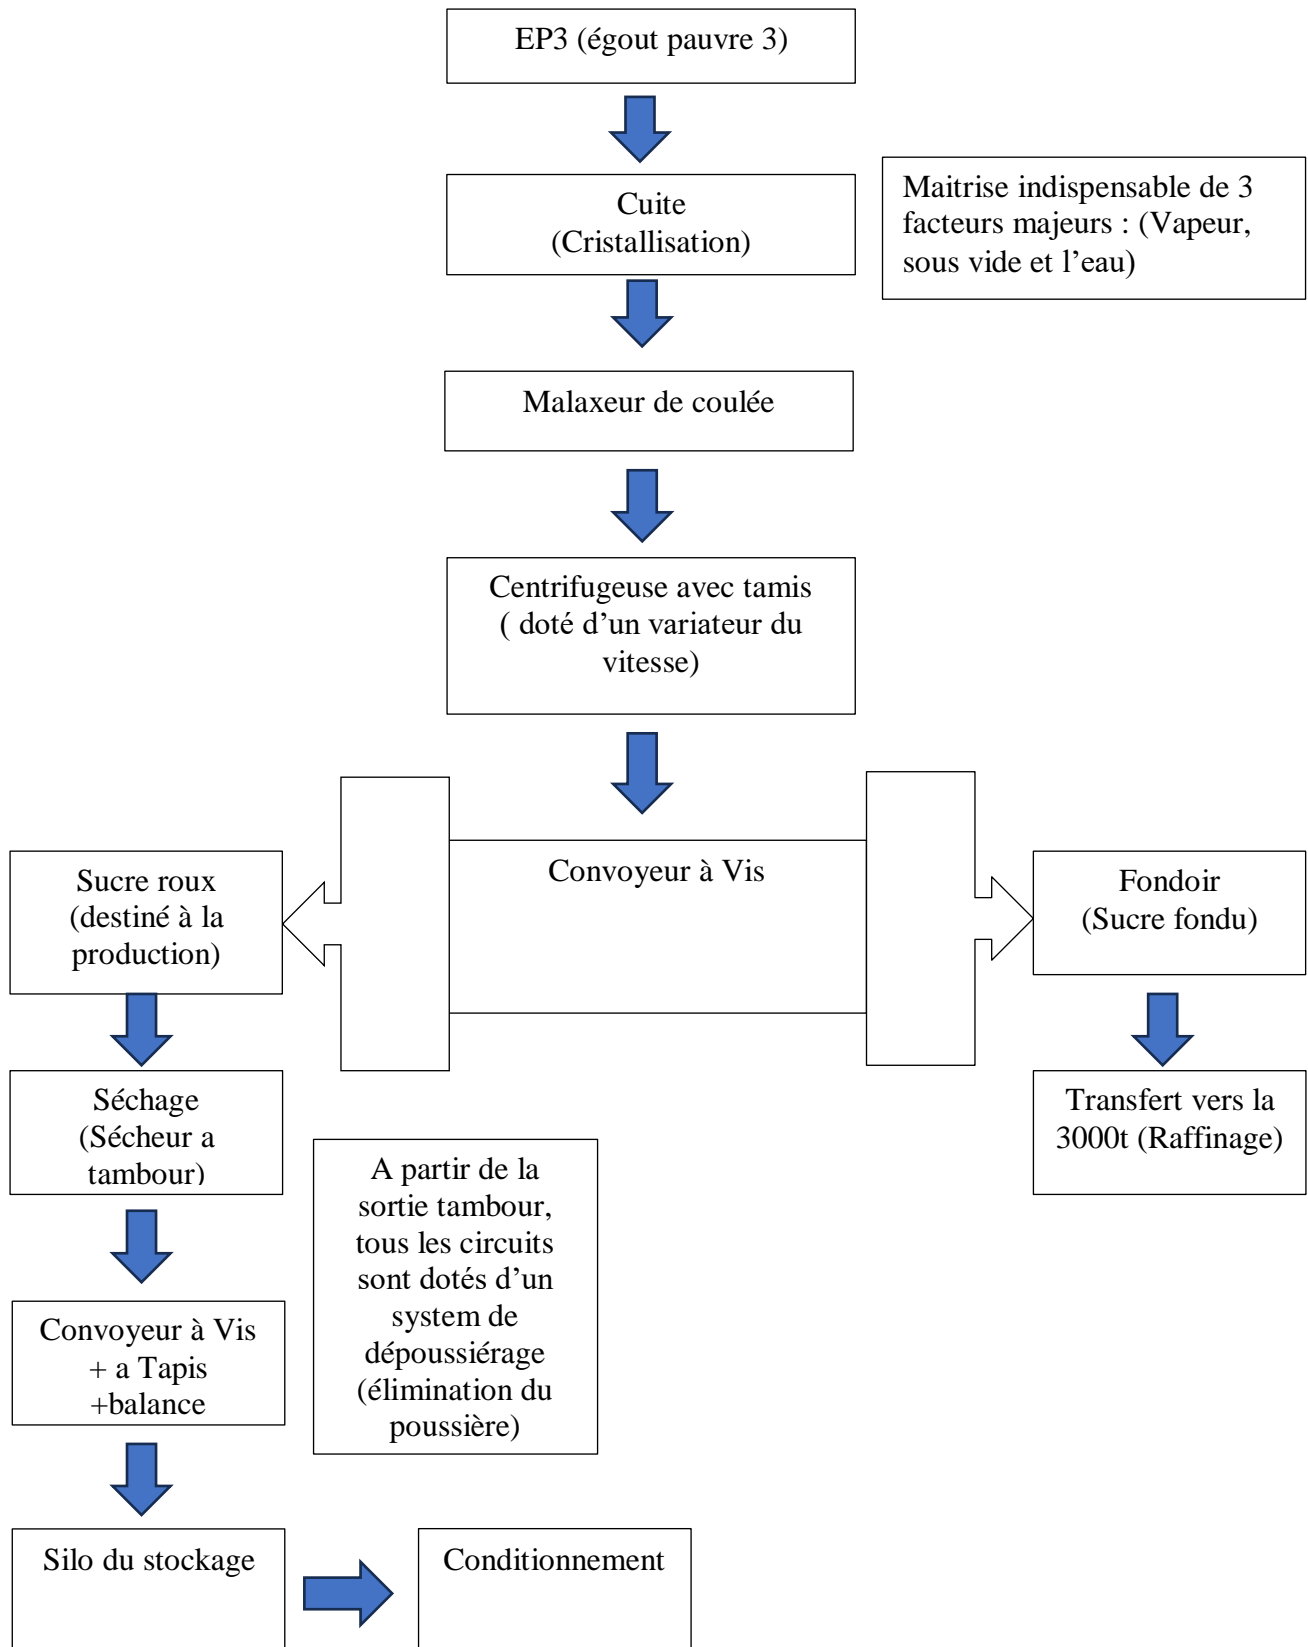 EP3 (égout pauvre 3)
Cuite
(Cristallisation)
Maitrise indispensable de 3
facteurs majeurs : (Vapeur,
sous vide et l’eau)
Malaxeur de coulée
Centrifugeuse avec tamis
( doté d’un variateur du
vitesse)
Convoyeur à Vis
Sucre roux
(destiné à la
production)
Fondoir
(Sucre fondu)
Séchage
(Sécheur a
tambour)
Transfert vers la
3000t (Raffinage)
A partir de la
sortie tambour,
tous les circuits
sont dotés d’un
system de
dépoussiérage
(élimination du
poussière)
Convoyeur à Vis
+ a Tapis
+balance
Silo du stockage
Conditionnement